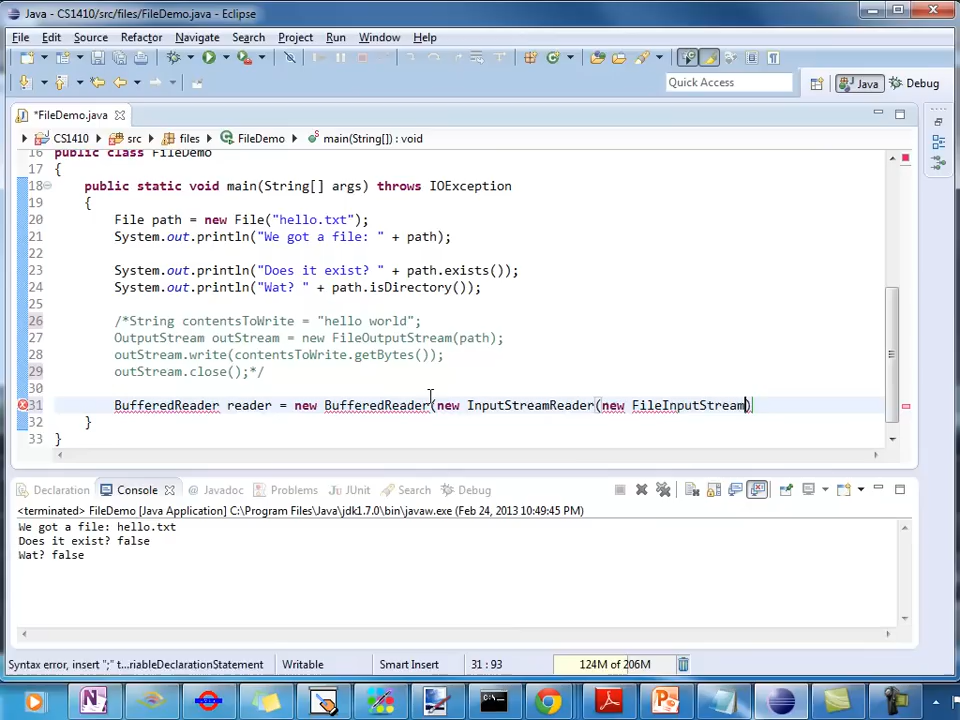 Java - CS1410/src/files/FileDemo.java - Eclipse
File Edit Source Refactor Navigate Search Project Run Window Help
Quick Access
Java Debug
*FileDemo.java
CS1410 src files FileDemo main(String[]) : void
16 public class FileDemo
17 {
18 public static void main(String[] args) throws IOException
19 {
20 File path = new File("hello.txt");
21 System.out.println("We got a file: " + path);
22
23 System.out.println("Does it exist? " + path.exists());
24 System.out.println("Wat? " + path.isDirectory());
25
26 /*String contentsToWrite = "hello world";
27 OutputStream outStream = new FileOutputStream(path);
28 outStream.write(contentsToWrite.getBytes());
29 outStream.close();*/
30
31 BufferedReader reader = new BufferedReader(new InputStreamReader(new FileInputStream)
32 }
33 }
Declaration Console @ Javadoc Problems JUnit Search Debug
<terminated> FileDemo [Java Application] C:\Program Files\Java\jdk1.7.0\bin\javaw.exe (Feb 24, 2013 10:49:45 PM)
We got a file: hello.txt
Does it exist? false
Wat? false
Syntax error, insert ";" t...riableDeclarationStatement Writable Smart Insert 31 : 93 124M of 206M